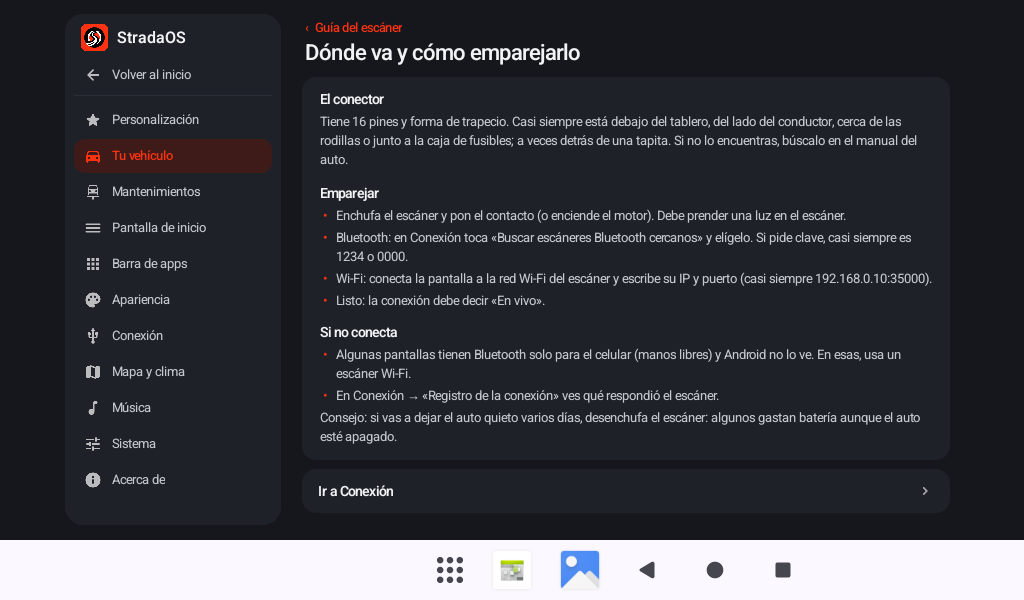 StradaOS
Volver al inicio
Personalización
Tu vehículo
Mantenimientos
Pantalla de inicio
Barra de apps
Apariencia
Conexión
Mapa y clima
Música
Sistema
Acerca de
‹ Guía del escáner
Dónde va y cómo emparejarlo
El conector
Tiene 16 pines y forma de trapecio. Casi siempre está debajo del tablero, del lado del conductor, cerca de las
rodillas o junto a la caja de fusibles; a veces detrás de una tapita. Si no lo encuentras, búscalo en el manual del
auto.
Emparejar
• Enchufa el escáner y pon el contacto (o enciende el motor). Debe prender una luz en el escáner.
• Bluetooth: en Conexión toca «Buscar escáneres Bluetooth cercanos» y elígelo. Si pide clave, casi siempre es
1234 o 0000.
• Wi-Fi: conecta la pantalla a la red Wi-Fi del escáner y escribe su IP y puerto (casi siempre 192.168.0.10:35000).
• Listo: la conexión debe decir «En vivo».
Si no conecta
• Algunas pantallas tienen Bluetooth solo para el celular (manos libres) y Android no lo ve. En esas, usa un
escáner Wi-Fi.
• En Conexión → «Registro de la conexión» ves qué respondió el escáner.
Consejo: si vas a dejar el auto quieto varios días, desenchufa el escáner: algunos gastan batería aunque el auto
esté apagado.
Ir a Conexión